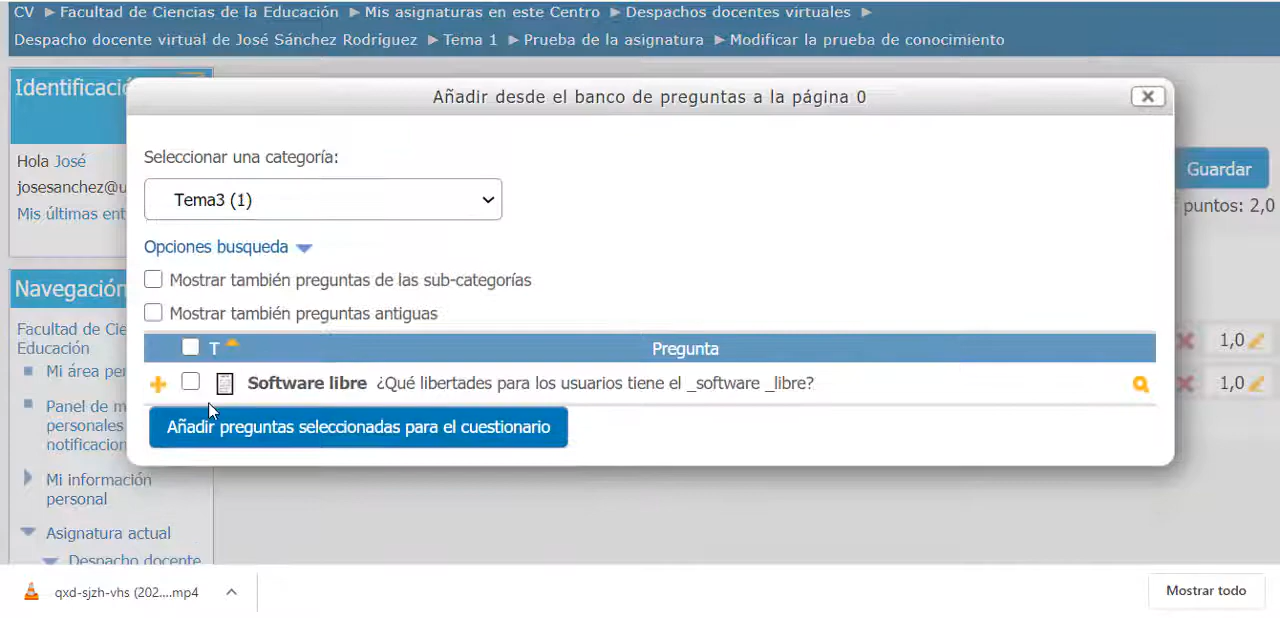 CV ▶ Facultad de Ciencias de la Educación ▶ Mis asignaturas en este Centro ▶ Despachos docentes virtuales ▶
Despacho docente virtual de José Sánchez Rodríguez ▶ Tema 1 ▶ Prueba de la asignatura ▶ Modificar la prueba de conocimiento
Añadir desde el banco de preguntas a la página 0
Seleccionar una categoría:
Tema3 (1)
Opciones busqueda
Mostrar también preguntas de las sub-categorías
Mostrar también preguntas antiguas
T Pregunta
Software libre ¿Qué libertades para los usuarios tiene el _software _libre?
Añadir preguntas seleccionadas para el cuestionario
Guardar
puntos: 2,0
1,0
1,0
Hola José
josesanchez@u
Mis últimas ent
Navegación
Facultad de Cie
Educación
Mi área per
Panel de m
personales
notificacion
Mi información
personal
Asignatura actual
Despacho docente
qxd-sjzh-vhs (202....mp4
Mostrar todo